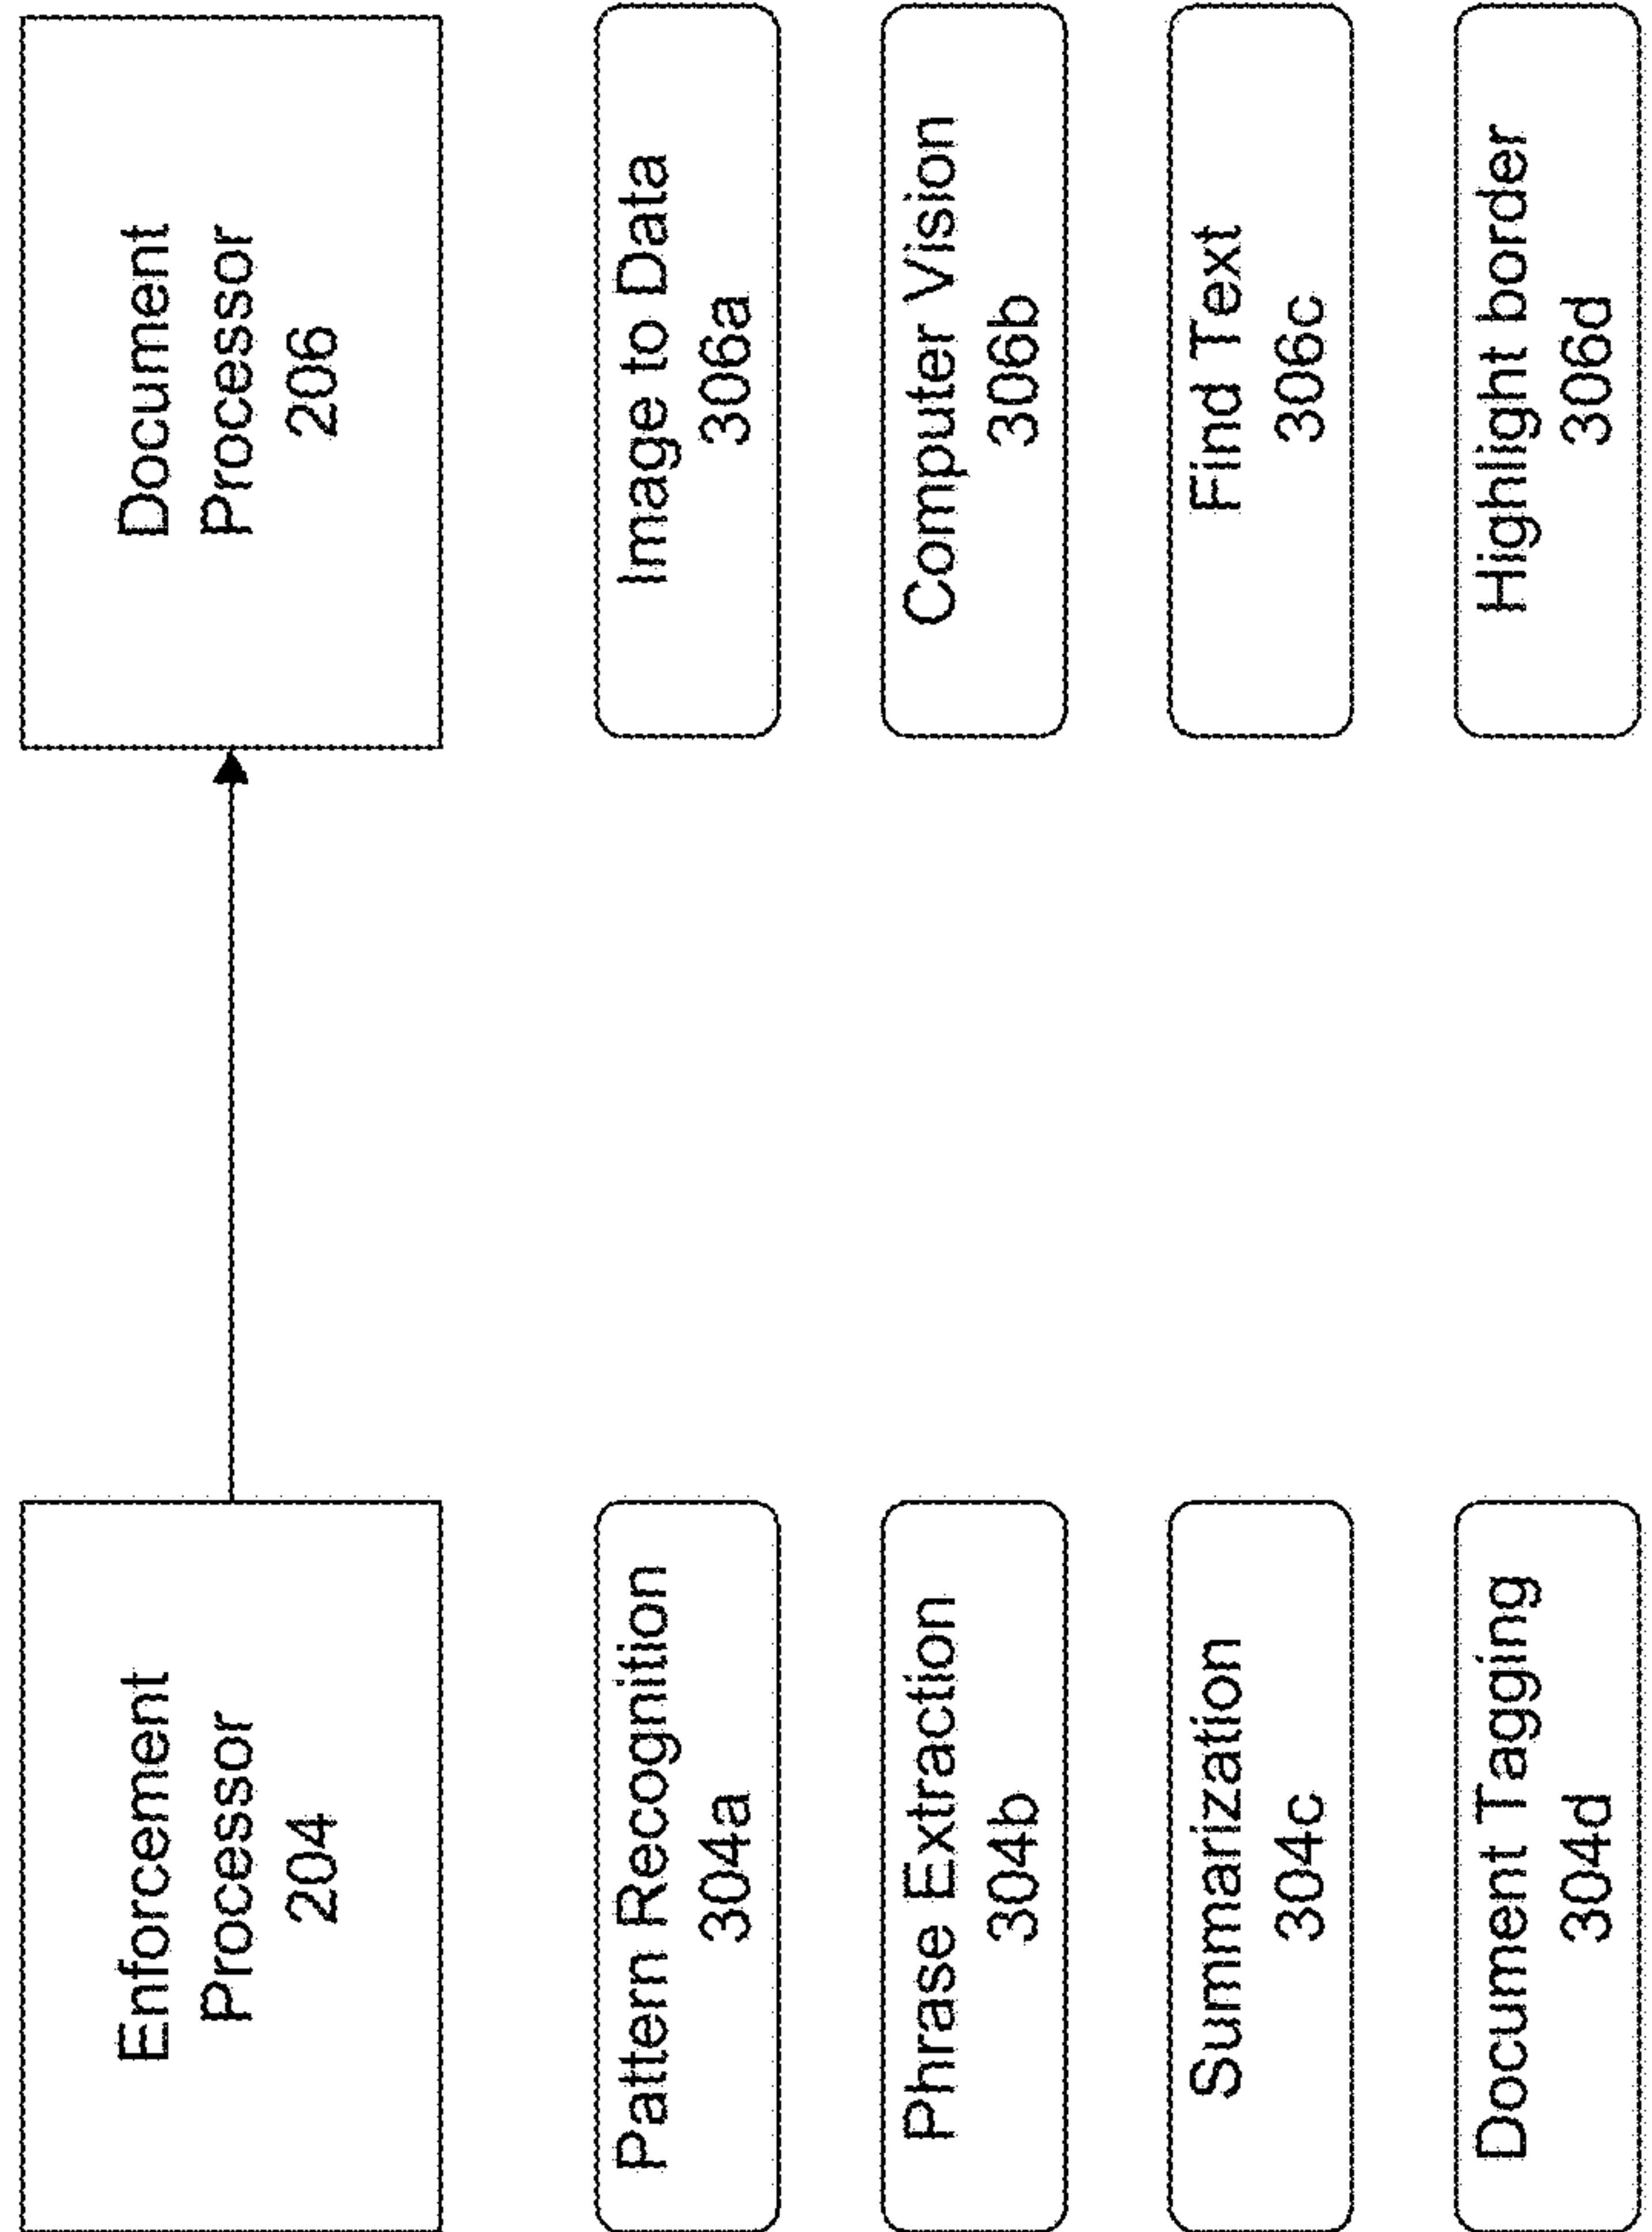 Enforcement
Processor
204
Pattern Recognition
304a
Phrase Extraction
304b
Summarization
304c
Document Tagging
304d
Document
Processor
206
Image to Data
306a
Computer Vision
306b
Find Text
306c
Highlight border
306d